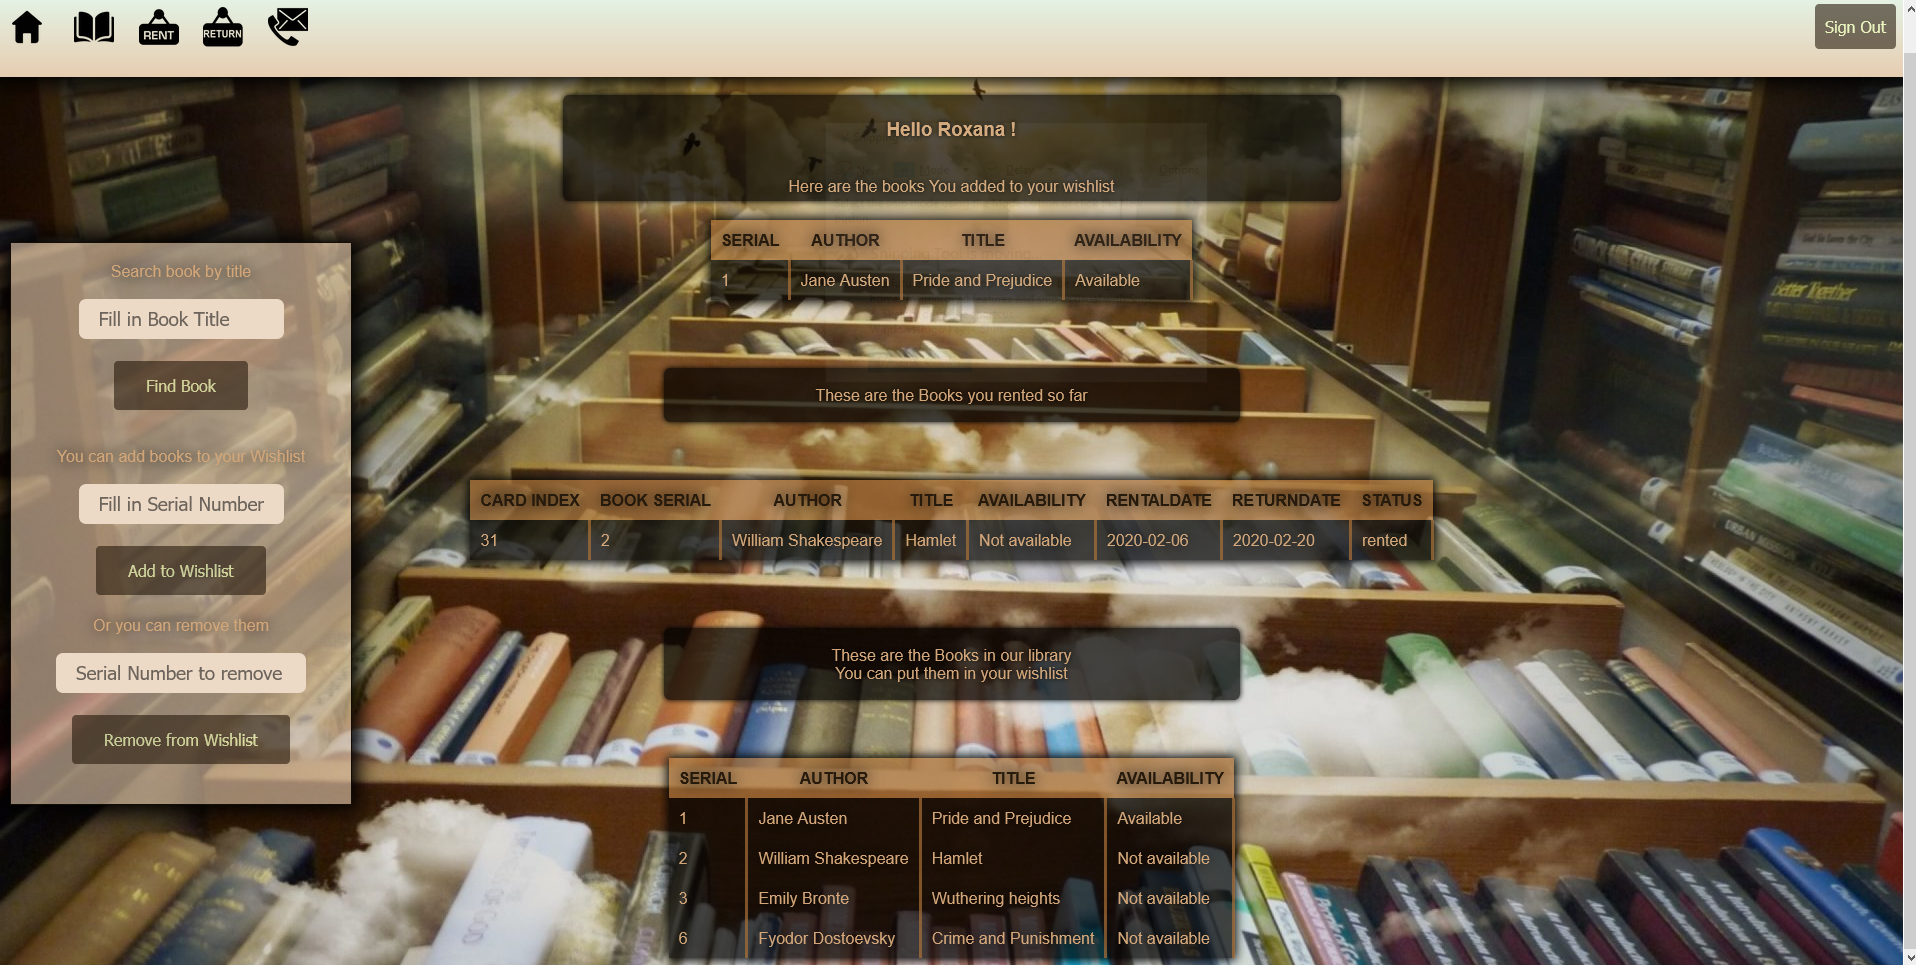 RENT
RETURN
Sign Out
Hello Roxana !
Here are the books You added to your wishlist
SERIAL AUTHOR TITLE AVAILABILITY
1 Jane Austen Pride and Prejudice Available
Search book by title
Fill in Book Title
Find Book
You can add books to your Wishlist
Fill in Serial Number
Add to Wishlist
Or you can remove them
Serial Number to remove
Remove from Wishlist
These are the Books you rented so far
CARD INDEX BOOK SERIAL AUTHOR TITLE AVAILABILITY RENTALDATE RETURNDATE STATUS
31 2 William Shakespeare Hamlet Not available 2020-02-06 2020-02-20 rented
These are the Books in our library
You can put them in your wishlist
SERIAL AUTHOR TITLE AVAILABILITY
1 Jane Austen Pride and Prejudice Available
2 William Shakespeare Hamlet Not available
3 Emily Bronte Wuthering heights Not available
6 Fyodor Dostoevsky Crime and Punishment Not available
Better Together